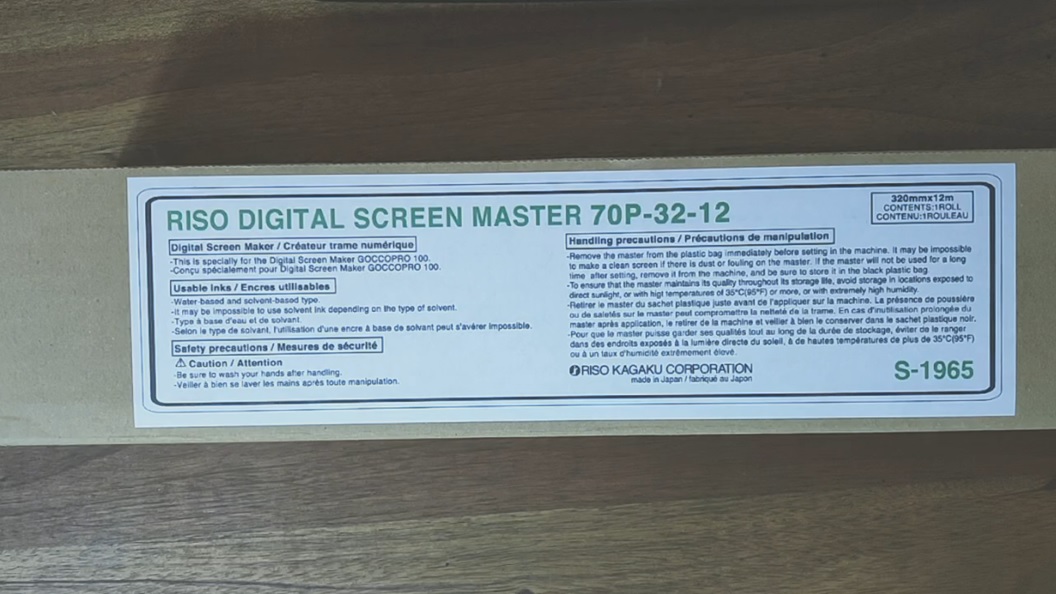 RISO DIGITAL SCREEN MASTER 70P-32-12
320mmx12m
CONTENTS:1ROLL
CONTENU:1ROULEAU
Digital Screen Maker / Créateur trame numérique
-This is specially for the Digital Screen Maker GOCCOPRO 100.
-Conçu spécialement pour Digital Screen Maker GOCCOPRO 100.
Usable Inks / Encres utilisables
-Water-based and solvent-based type.
-It may be impossible to use solvent ink depending on the type of solvent.
-Type à base d'eau et de solvant.
-Selon le type de solvant, l'utilisation d'une encre à base de solvant peut s'avérer impossible.
Safety precautions / Mesures de sécurité
⚠ Caution / Attention
-Be sure to wash your hands after handling.
-Veiller à bien se laver les mains après toute manipulation.
Handling precautions / Précautions de manipulation
-Remove the master from the plastic bag immediately before setting in the machine. It may be impossible
to make a clean screen if there is dust or fouling on the master. If the master will not be used for a long
time after setting, remove it from the machine, and be sure to store it in the black plastic bag
-To ensure that the master maintains its quality throughout its storage life, avoid storage in locations exposed to
direct sunlight, or with higt temperatures of 35°C(95°F) or more, or with extremely high humidity.
-Retirer le master du sachet plastique juste avant de l'appliquer sur la machine. La présence de poussière
ou de saletés sur le master peut compromettre la netteté de la trame. En cas d'inutilisation prolongée du
master après application, le retirer de la machine et veiller à bien le conserver dans le sachet plastique noir.
-Pour que le master puisse garder ses qualités tout au long de la durée de stockage, éviter de le ranger
dans des endroits exposés à la lumière directe du soleil, à de hautes températures de plus de 35°C(95°F)
ou à un taux d'humidité extrêmement élevé.
RISO KAGAKU CORPORATION
made in Japan / fabriqué au Japon
S-1965